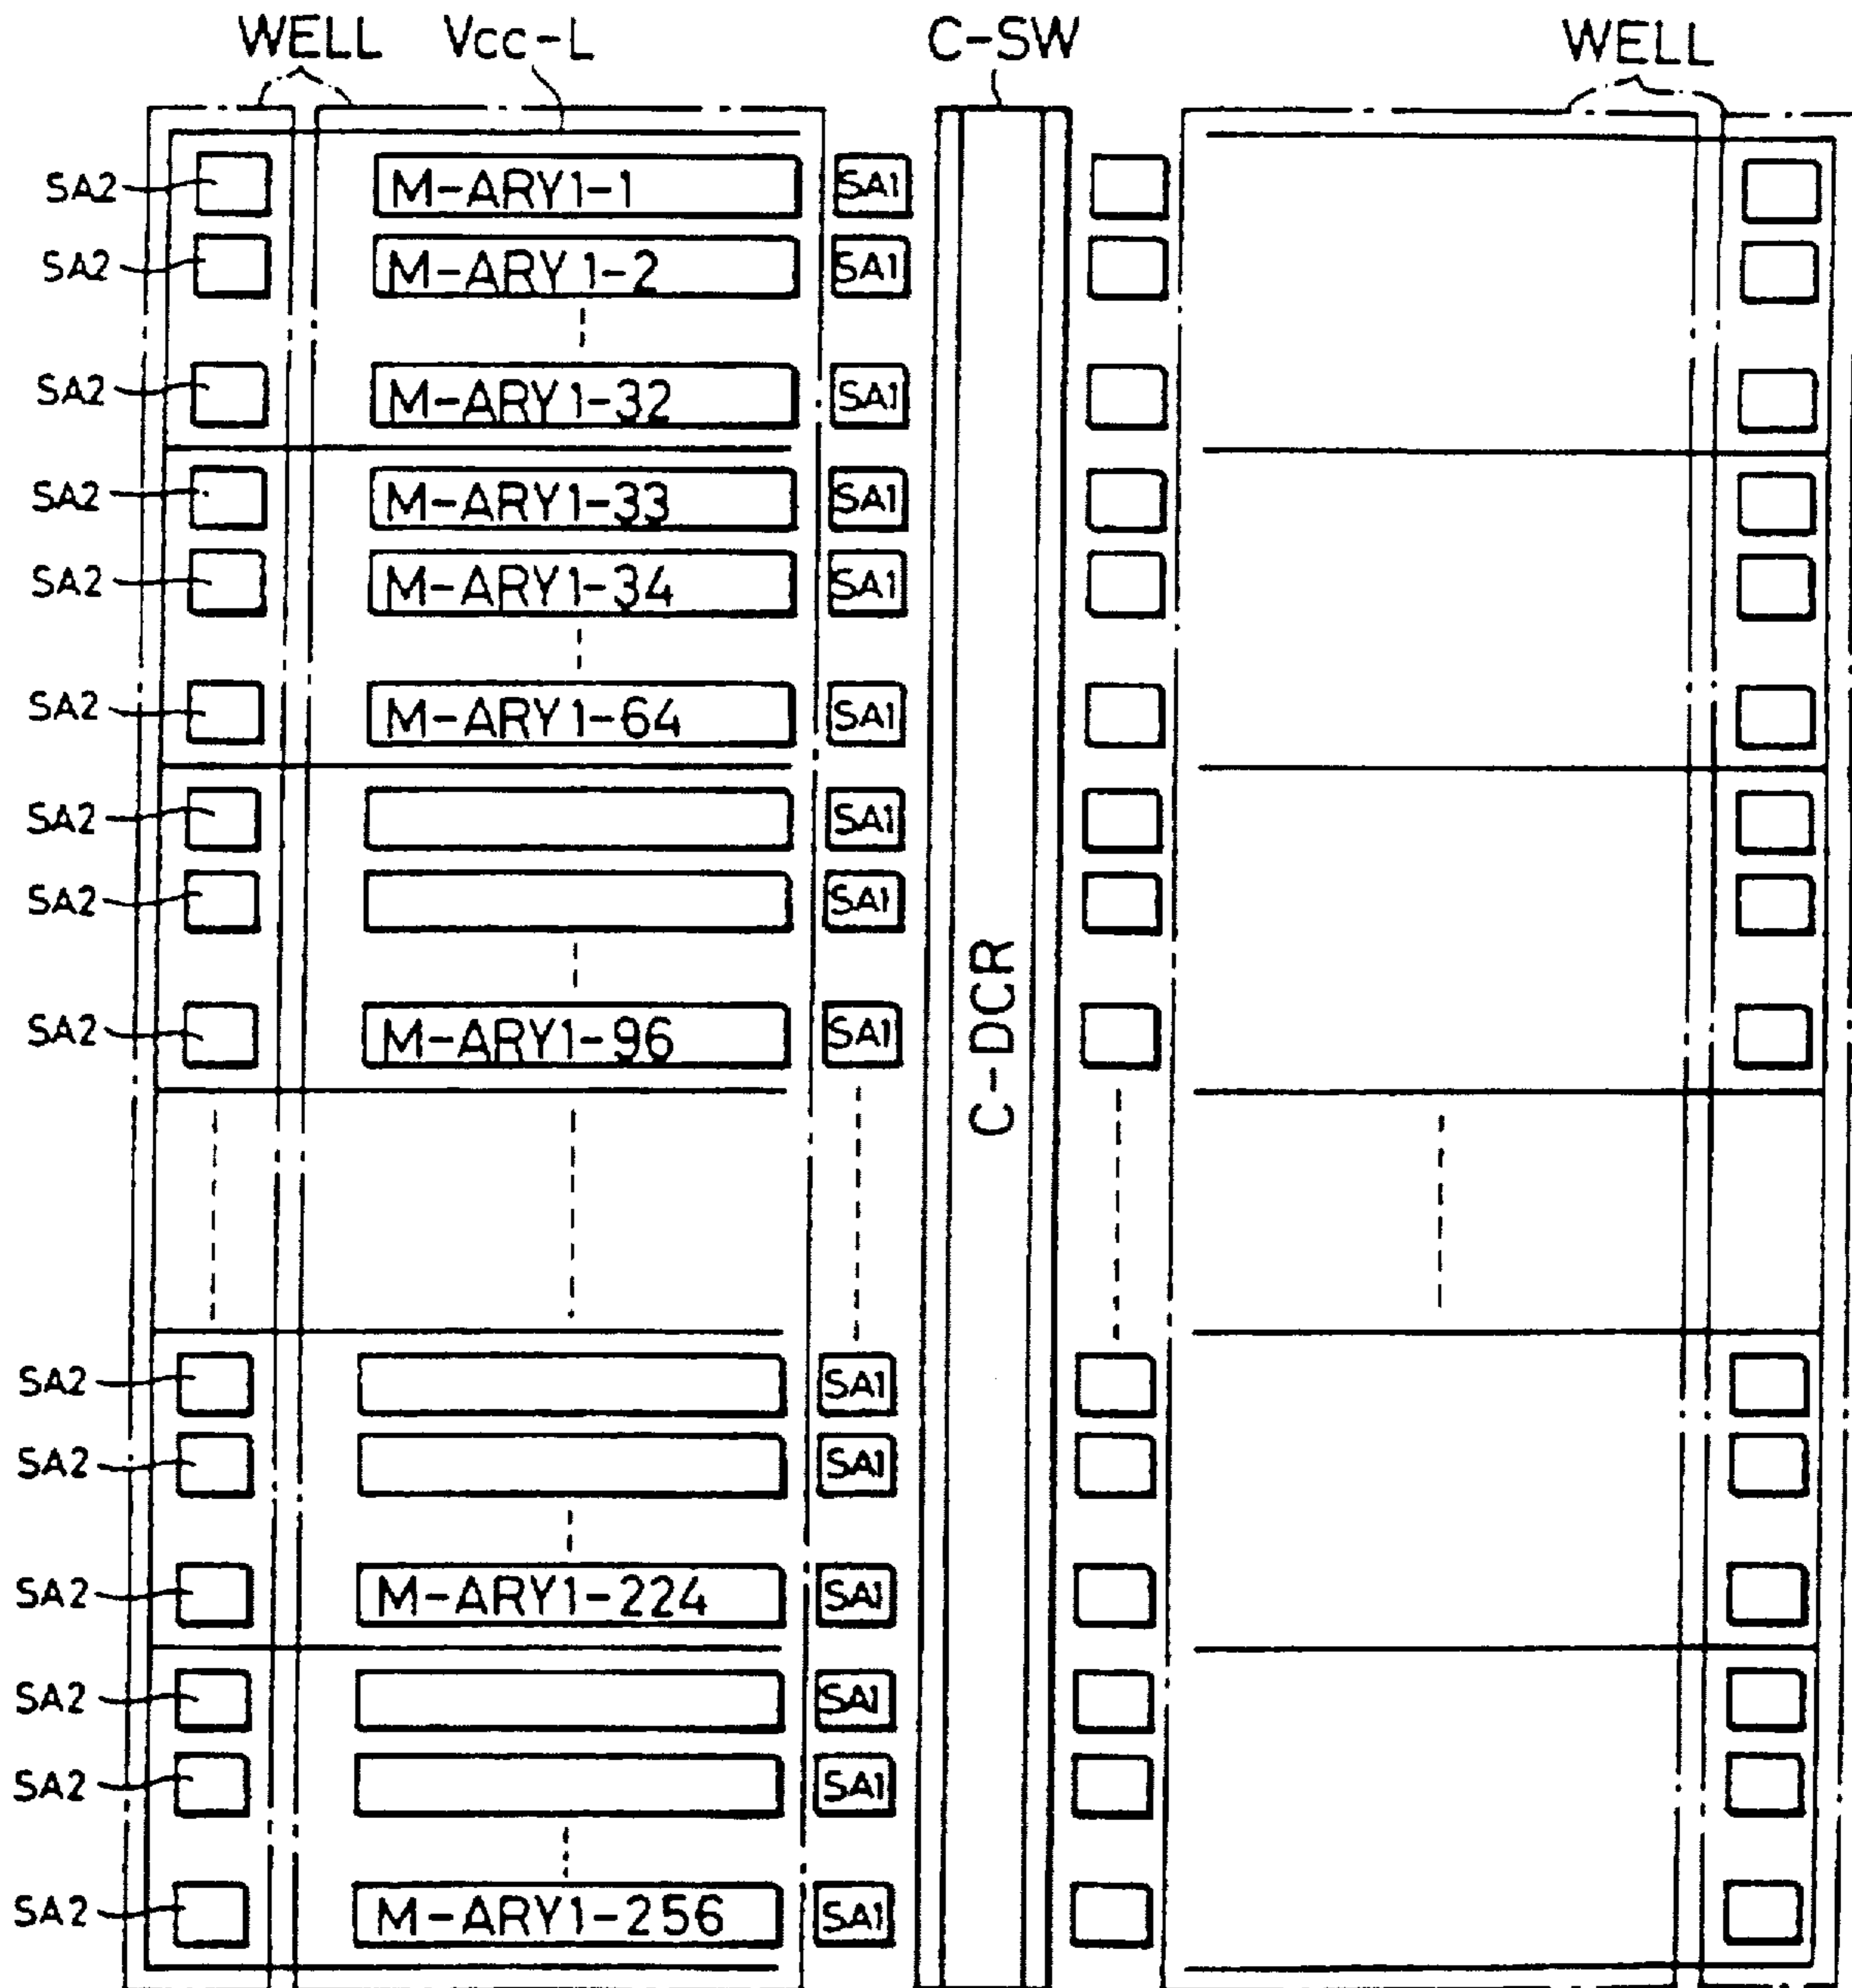 WELL Vcc-L C-SW WELL
SA2 M-ARY1-1 SA1
SA2 M-ARY1-2 SA1
SA2 M-ARY1-32 SA1
SA2 M-ARY1-33 SA1
SA2 M-ARY1-34 SA1
SA2 M-ARY1-64 SA1
SA2 SA1
SA2 SA1
SA2 M-ARY1-96 SA1
C-DCR
SA2 SA1
SA2 SA1
SA2 M-ARY1-224 SA1
SA2 SA1
SA2 SA1
SA2 M-ARY1-256 SA1